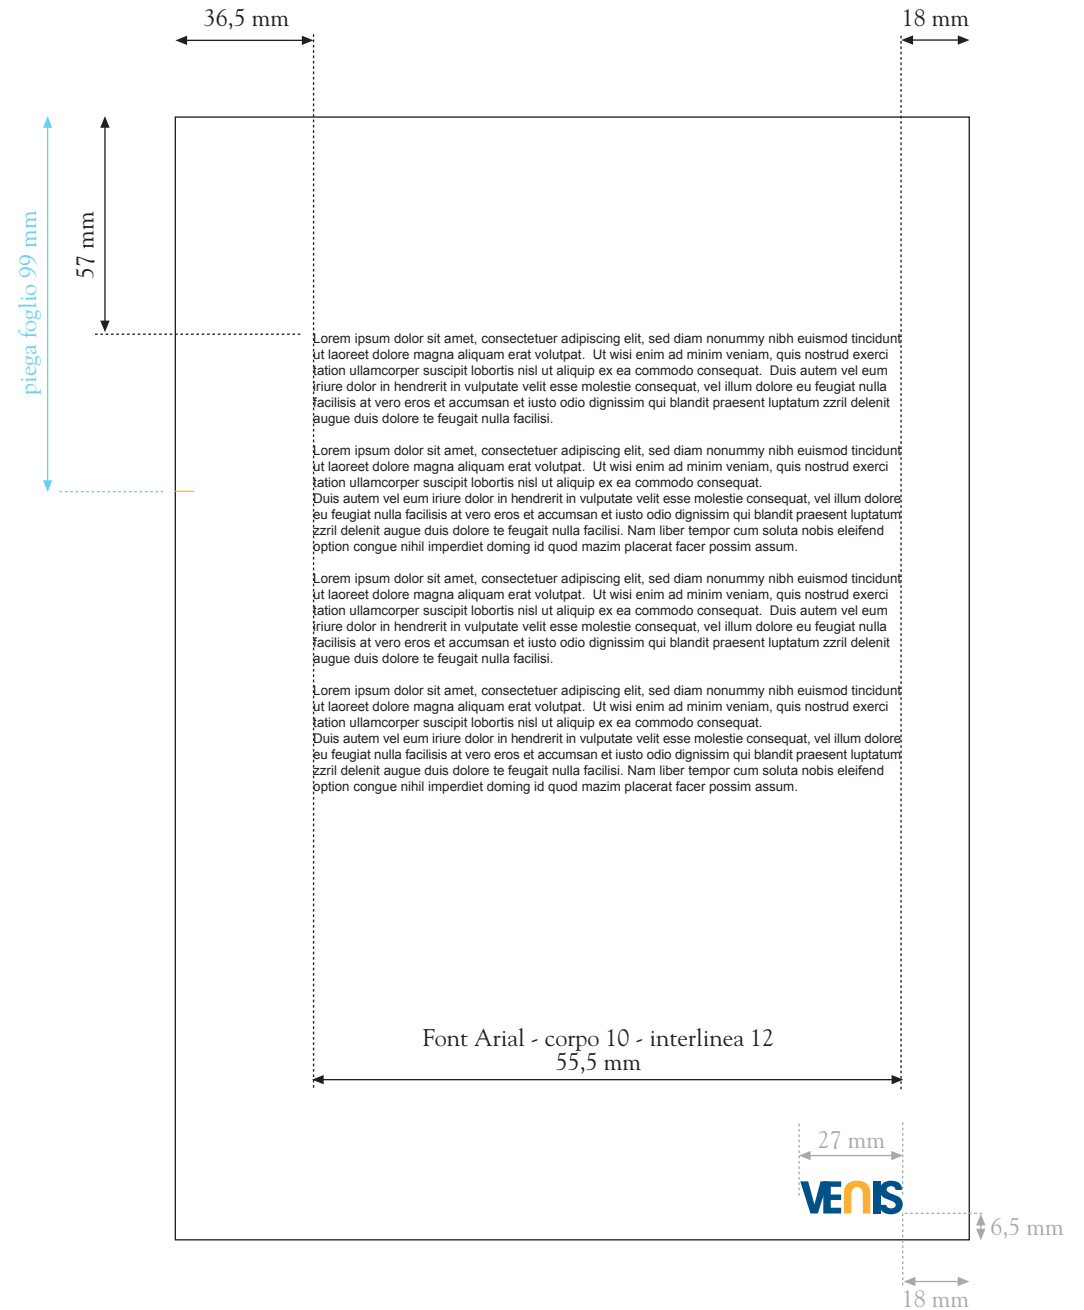 36,5 mm
18 mm
piega foglio 99 mm
57 mm
Lorem ipsum dolor sit amet, consectetuer adipiscing elit, sed diam nonummy nibh euismod tincidunt
ut laoreet dolore magna aliquam erat volutpat.  Ut wisi enim ad minim veniam, quis nostrud exerci
tation ullamcorper suscipit lobortis nisl ut aliquip ex ea commodo consequat.  Duis autem vel eum
iriure dolor in hendrerit in vulputate velit esse molestie consequat, vel illum dolore eu feugiat nulla
facilisis at vero eros et accumsan et iusto odio dignissim qui blandit praesent luptatum zzril delenit
augue duis dolore te feugait nulla facilisi.
Lorem ipsum dolor sit amet, consectetuer adipiscing elit, sed diam nonummy nibh euismod tincidunt
ut laoreet dolore magna aliquam erat volutpat.  Ut wisi enim ad minim veniam, quis nostrud exerci
tation ullamcorper suscipit lobortis nisl ut aliquip ex ea commodo consequat.
Duis autem vel eum iriure dolor in hendrerit in vulputate velit esse molestie consequat, vel illum dolore
eu feugiat nulla facilisis at vero eros et accumsan et iusto odio dignissim qui blandit praesent luptatum
zzril delenit augue duis dolore te feugait nulla facilisi. Nam liber tempor cum soluta nobis eleifend
option congue nihil imperdiet doming id quod mazim placerat facer possim assum.
Lorem ipsum dolor sit amet, consectetuer adipiscing elit, sed diam nonummy nibh euismod tincidunt
ut laoreet dolore magna aliquam erat volutpat.  Ut wisi enim ad minim veniam, quis nostrud exerci
tation ullamcorper suscipit lobortis nisl ut aliquip ex ea commodo consequat.  Duis autem vel eum
iriure dolor in hendrerit in vulputate velit esse molestie consequat, vel illum dolore eu feugiat nulla
facilisis at vero eros et accumsan et iusto odio dignissim qui blandit praesent luptatum zzril delenit
augue duis dolore te feugait nulla facilisi.
Lorem ipsum dolor sit amet, consectetuer adipiscing elit, sed diam nonummy nibh euismod tincidunt
ut laoreet dolore magna aliquam erat volutpat.  Ut wisi enim ad minim veniam, quis nostrud exerci
tation ullamcorper suscipit lobortis nisl ut aliquip ex ea commodo consequat.
Duis autem vel eum iriure dolor in hendrerit in vulputate velit esse molestie consequat, vel illum dolore
eu feugiat nulla facilisis at vero eros et accumsan et iusto odio dignissim qui blandit praesent luptatum
zzril delenit augue duis dolore te feugait nulla facilisi. Nam liber tempor cum soluta nobis eleifend
option congue nihil imperdiet doming id quod mazim placerat facer possim assum.
Font Arial - corpo 10 - interlinea 12
55,5 mm
27 mm
VENIS
6,5 mm
18 mm